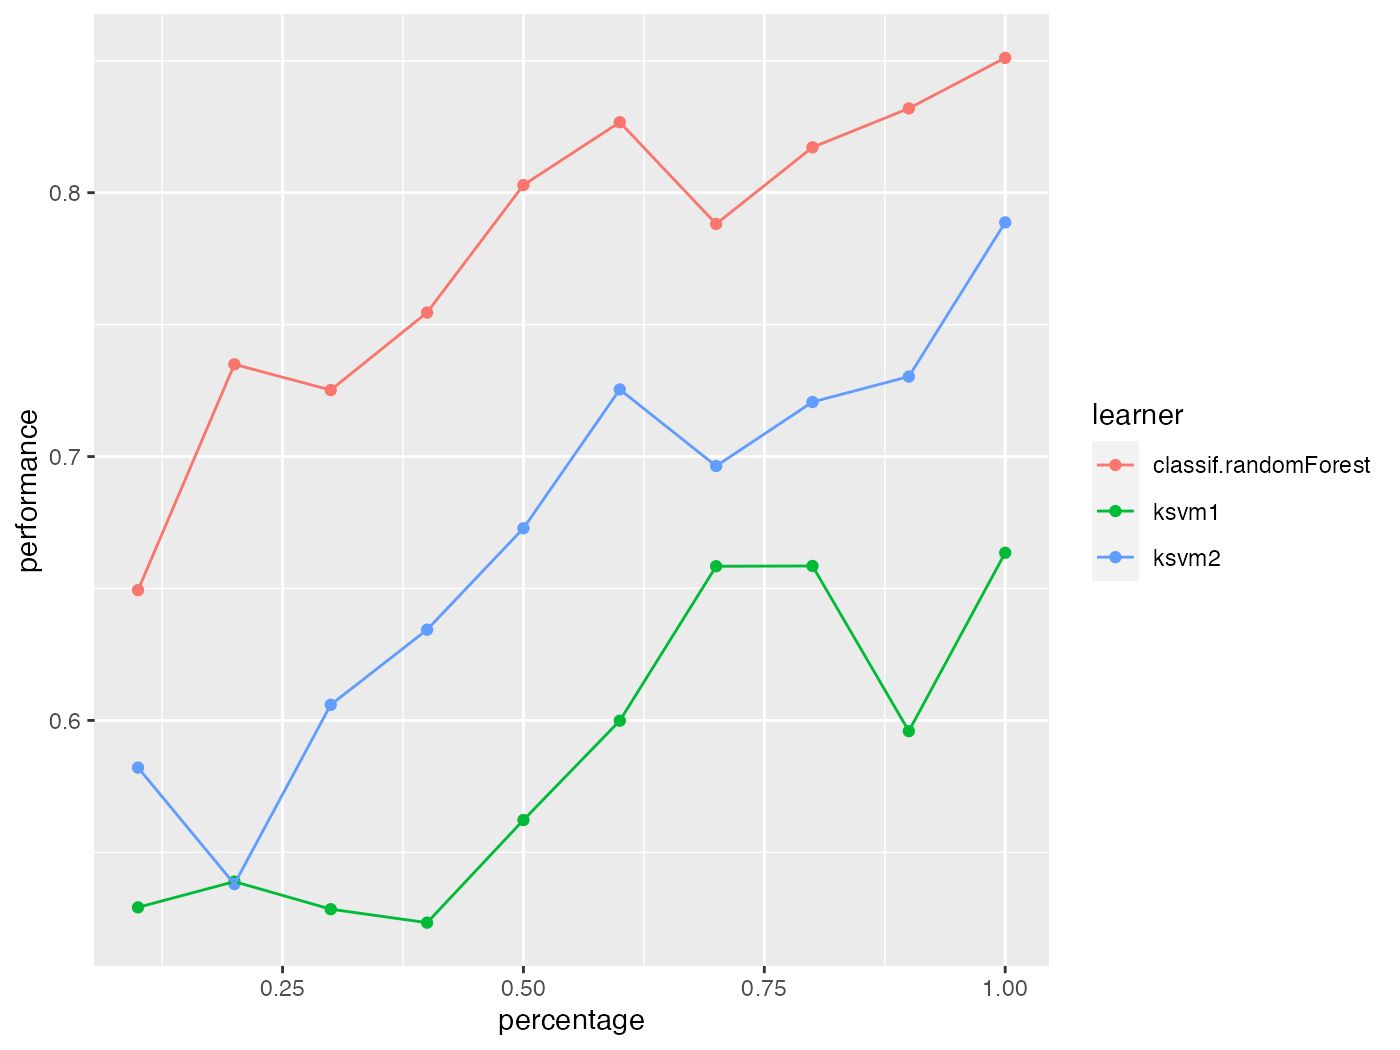 0.8
0.7
0.6
performance
0.25
0.50
0.75
1.00
percentage
learner
classif.randomForest
ksvm1
ksvm2